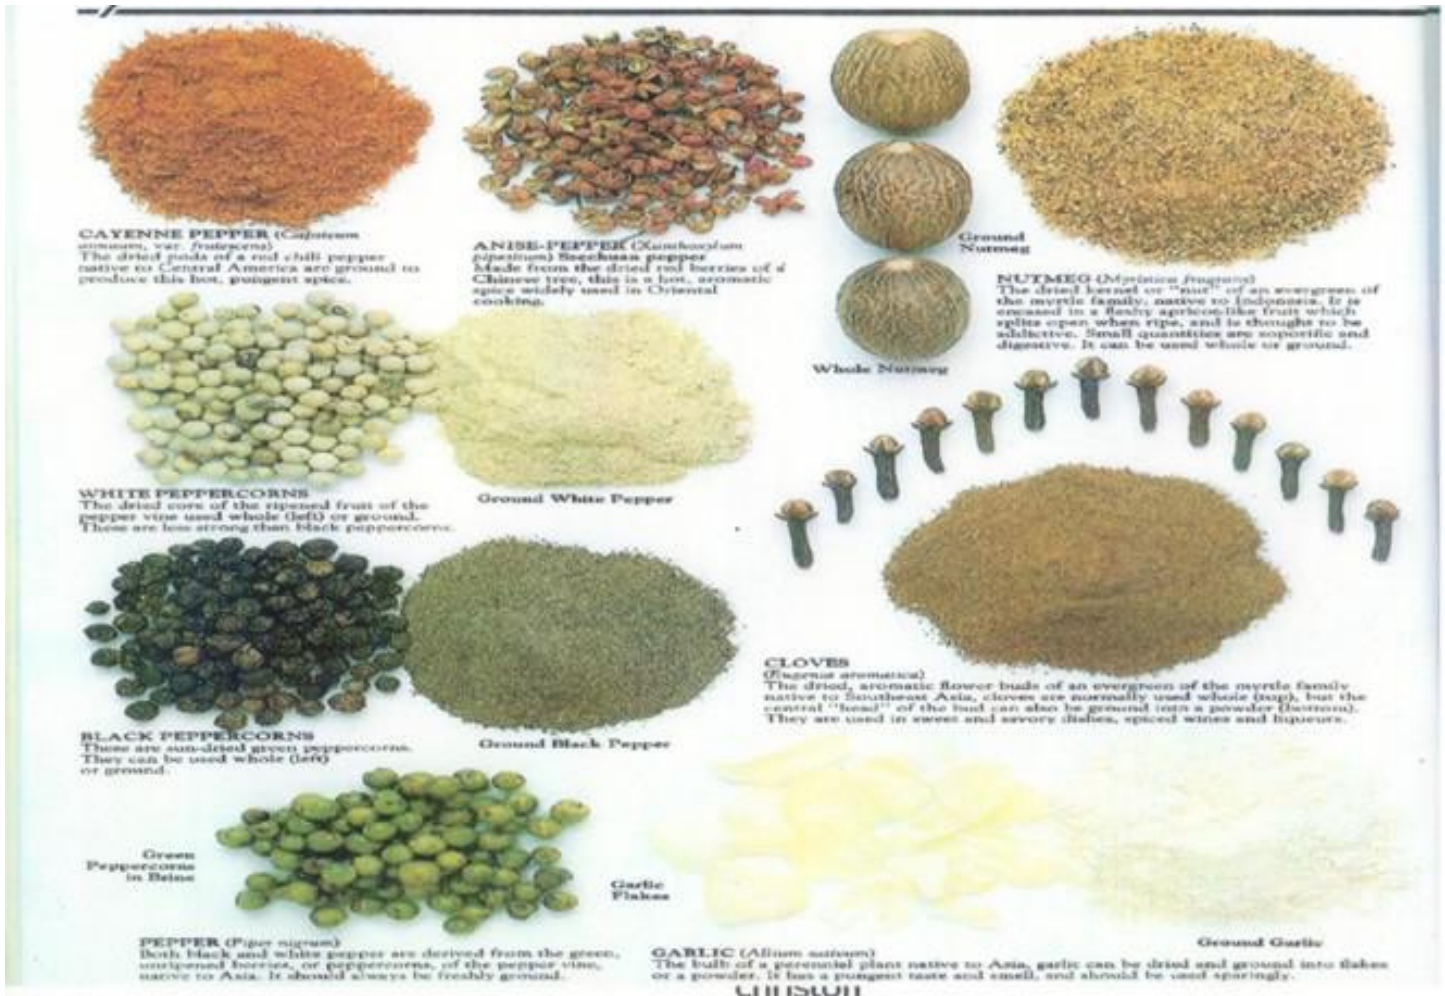 CAYENNE PEPPER (Capsicum
annuum, var. frutescens)
The dried pods of a red chili pepper
native to Central America are ground to
produce this hot, pungent spice.
ANISE-PEPPER (Xanthoxylum
piperitum) Szechuan pepper
Made from the dried red berries of a
Chinese tree, this is a hot, aromatic
spice widely used in Oriental
cooking.
Ground
Nutmeg
Whole Nutmeg
NUTMEG (Myristica fragrans)
The dried kernel or "nut" of an evergreen of
the myrtle family, native to Indonesia. It is
encased in a fleshy apricot-like fruit which
splits open when ripe, and is thought to be
addictive. Small quantities are soporific and
digestive. It can be used whole or ground.
WHITE PEPPERCORNS
The dried core of the ripened fruit of the
pepper vine used whole (left) or ground.
These are less strong than black peppercorns.
Ground White Pepper
BLACK PEPPERCORNS
These are sun-dried green peppercorns.
They can be used whole (left)
or ground.
Ground Black Pepper
CLOVES
(Eugenia aromatica)
The dried, aromatic flower buds of an evergreen of the myrtle family
native to Southeast Asia, cloves are normally used whole (top), but the
central "head" of the bud can also be ground into a powder (bottom).
They are used in sweet and savory dishes, spiced wines and liqueurs.
Green
Peppercorns
in Brine
Garlic
Flakes
Ground Garlic
PEPPER (Piper nigrum)
Both black and white pepper are derived from the green,
unripened berries, or peppercorns, of the pepper vine,
native to Asia. It should always be freshly ground.
GARLIC (Allium sativum)
The bulb of a perennial plant native to Asia, garlic can be dried and ground into flakes
or a powder. It has a pungent taste and smell, and should be used sparingly.